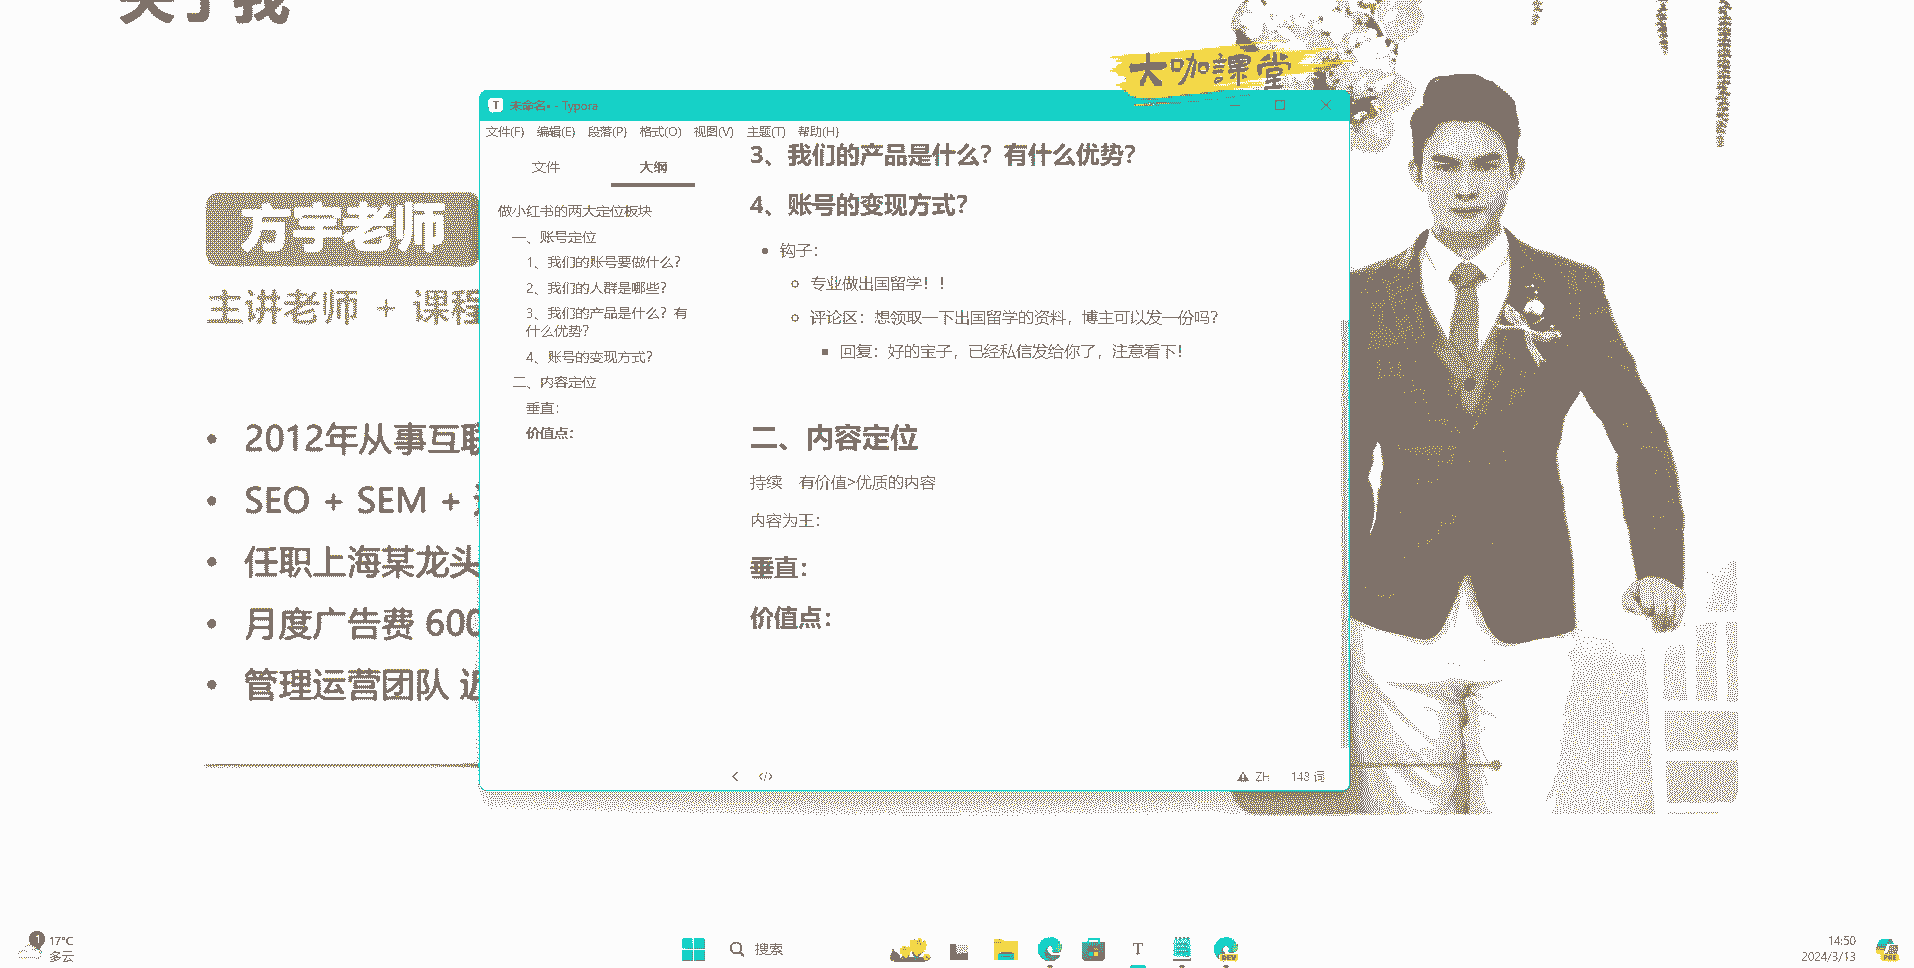 关于我
大咖課堂
方宇老师
主讲老师 + 课程
2012年从事互联
SEO + SEM +
任职上海某龙头
月度广告费 600
管理运营团队 近
未命名• - Typora
文件(F) 编辑(E) 段落(P) 格式(O) 视图(V) 主题(T) 帮助(H)
文件 大纲
做小红书的两大定位板块
一、账号定位
1、我们的账号要做什么？
2、我们的人群是哪些？
3、我们的产品是什么？有
什么优势？
4、账号的变现方式？
二、内容定位
垂直：
价值点：
3、我们的产品是什么？有什么优势？
4、账号的变现方式？
钩子：
专业做出国留学！！
评论区：想领取一下出国留学的资料，博主可以发一份吗？
回复：好的宝子，已经私信发给你了，注意看下！
二、内容定位
持续 有价值>优质的内容
内容为王：
垂直：
价值点：
</> ZH 143 词
1
17°C
多云
搜索
T
DEV
14:50
2024/3/13
PRE